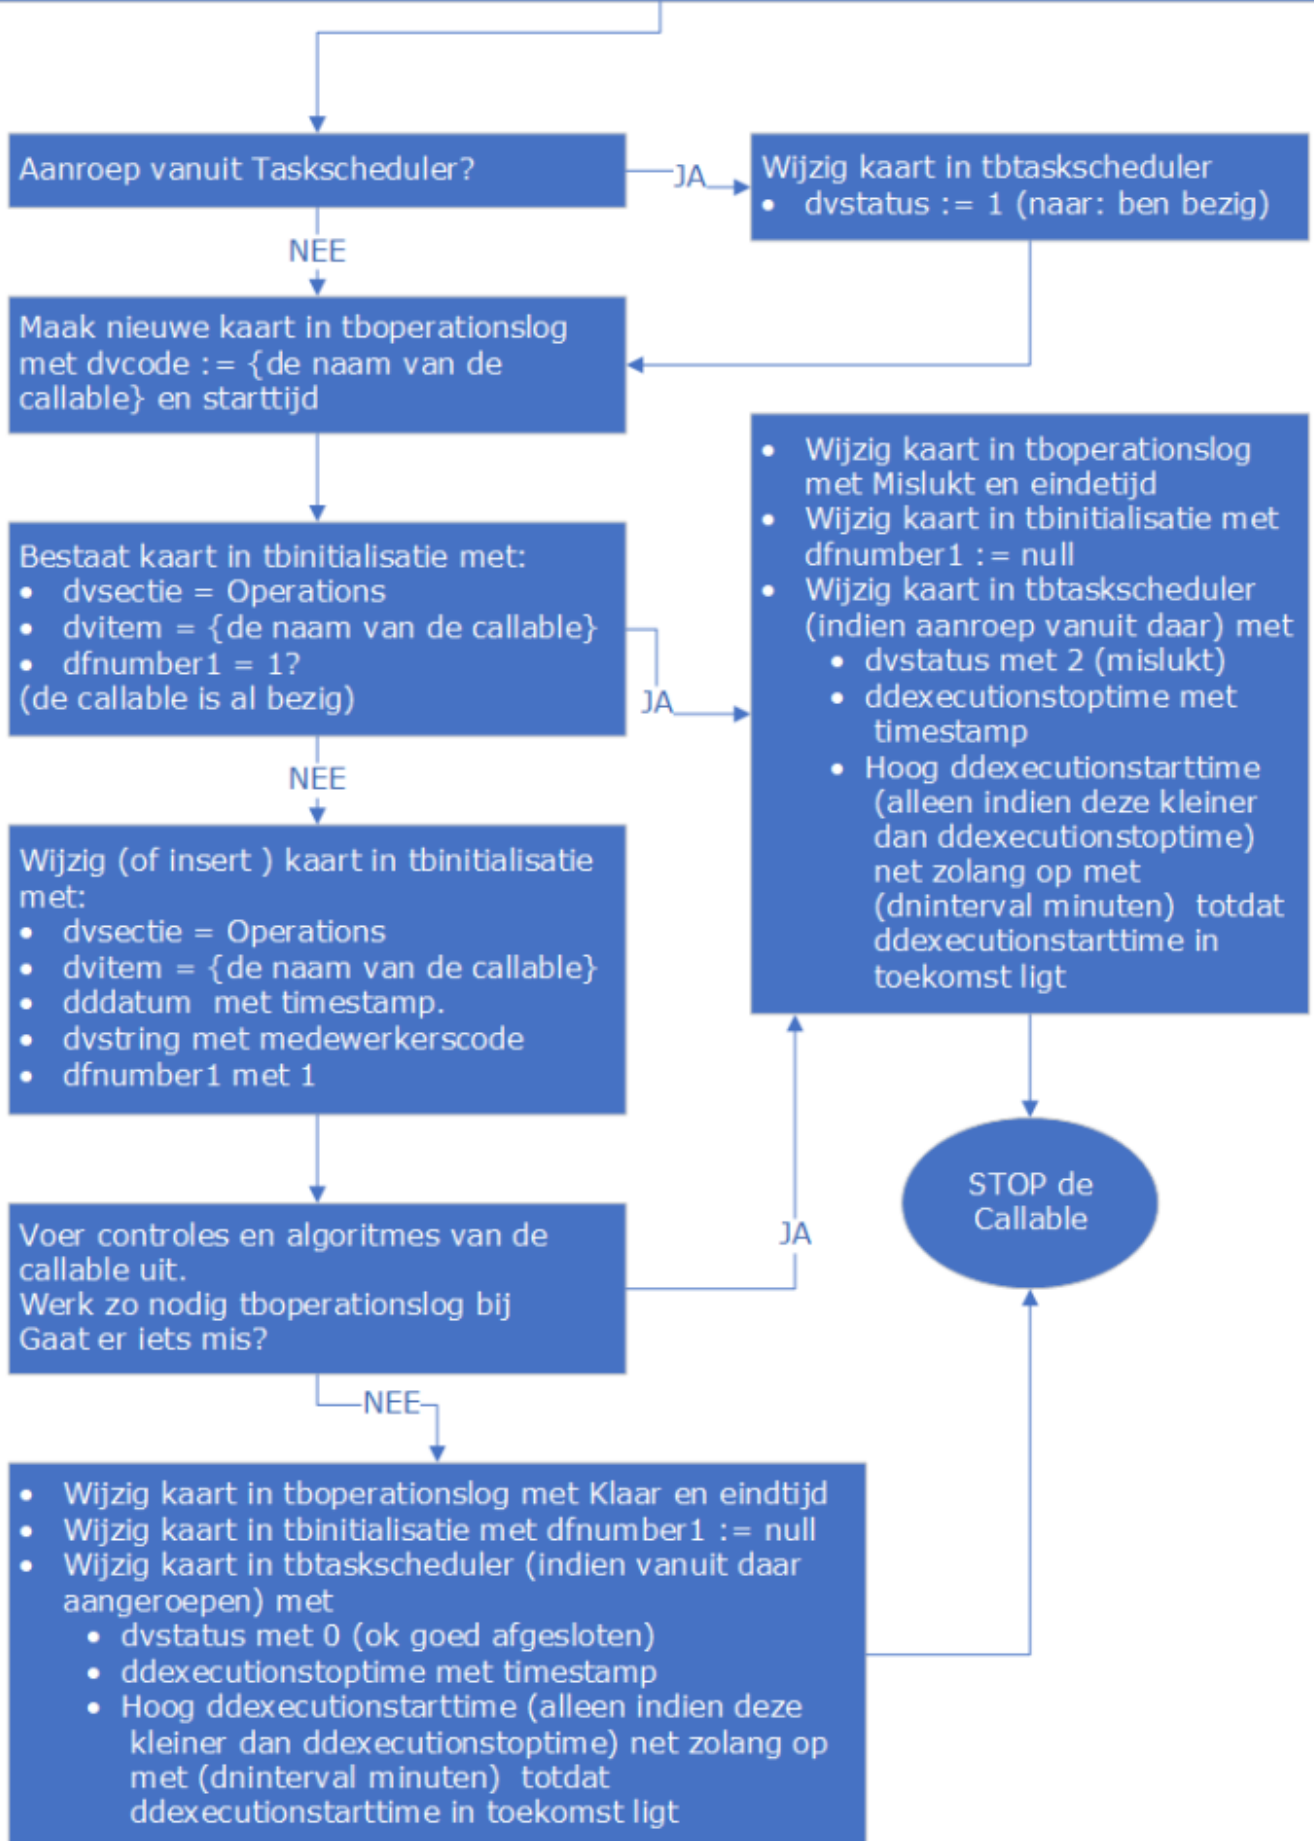 Aanroep vanuit Taskscheduler?
JA
Wijzig kaart in tbtaskscheduler
• dvstatus := 1 (naar: ben bezig)
NEE
Maak nieuwe kaart in tboperationslog
met dvcode := {de naam van de
callable} en starttijd
Bestaat kaart in tbinitialisatie met:
• dvsectie = Operations
• dvitem = {de naam van de callable}
• dfnumber1 = 1?
(de callable is al bezig)
JA
• Wijzig kaart in tboperationslog
met Mislukt en eindetijd
• Wijzig kaart in tbinitialisatie met
dfnumber1 := null
• Wijzig kaart in tbtaskscheduler
(indien aanroep vanuit daar) met
• dvstatus met 2 (mislukt)
• ddexecutionstoptime met
timestamp
• Hoog ddexecutionstarttime
(alleen indien deze kleiner
dan ddexecutionstoptime)
net zolang op met
(dninterval minuten) totdat
ddexecutionstarttime in
toekomst ligt
NEE
Wijzig (of insert ) kaart in tbinitialisatie
met:
• dvsectie = Operations
• dvitem = {de naam van de callable}
• dddatum met timestamp.
• dvstring met medewerkerscode
• dfnumber1 met 1
Voer controles en algoritmes van de
callable uit.
Werk zo nodig tboperationslog bij
Gaat er iets mis?
JA
STOP de
Callable
NEE
• Wijzig kaart in tboperationslog met Klaar en eindtijd
• Wijzig kaart in tbinitialisatie met dfnumber1 := null
• Wijzig kaart in tbtaskscheduler (indien vanuit daar
aangeroepen) met
• dvstatus met 0 (ok goed afgesloten)
• ddexecutionstoptime met timestamp
• Hoog ddexecutionstarttime (alleen indien deze
kleiner dan ddexecutionstoptime) net zolang op
met (dninterval minuten) totdat
ddexecutionstarttime in toekomst ligt